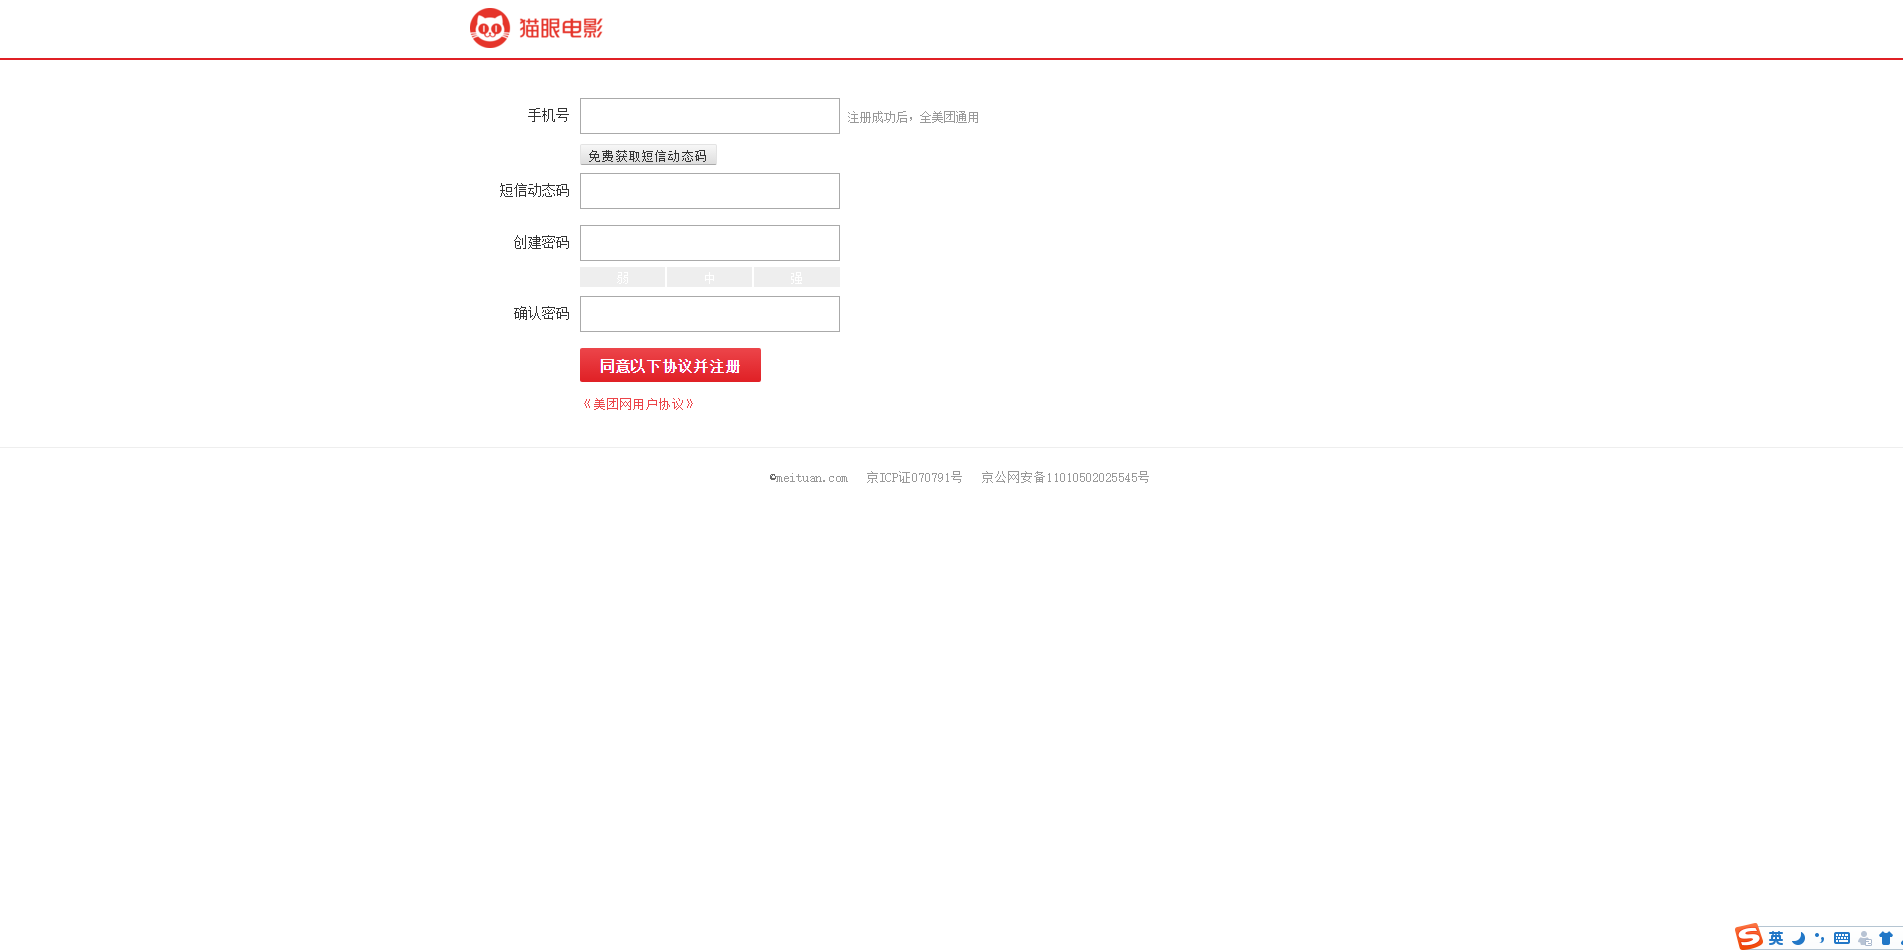 猫眼电影
手机号 注册成功后，全美团通用
免费获取短信动态码
短信动态码
创建密码
弱 中 强
确认密码
同意以下协议并注册
《美团网用户协议》
©meituan.com 京ICP证070791号 京公网安备11010502025545号
英